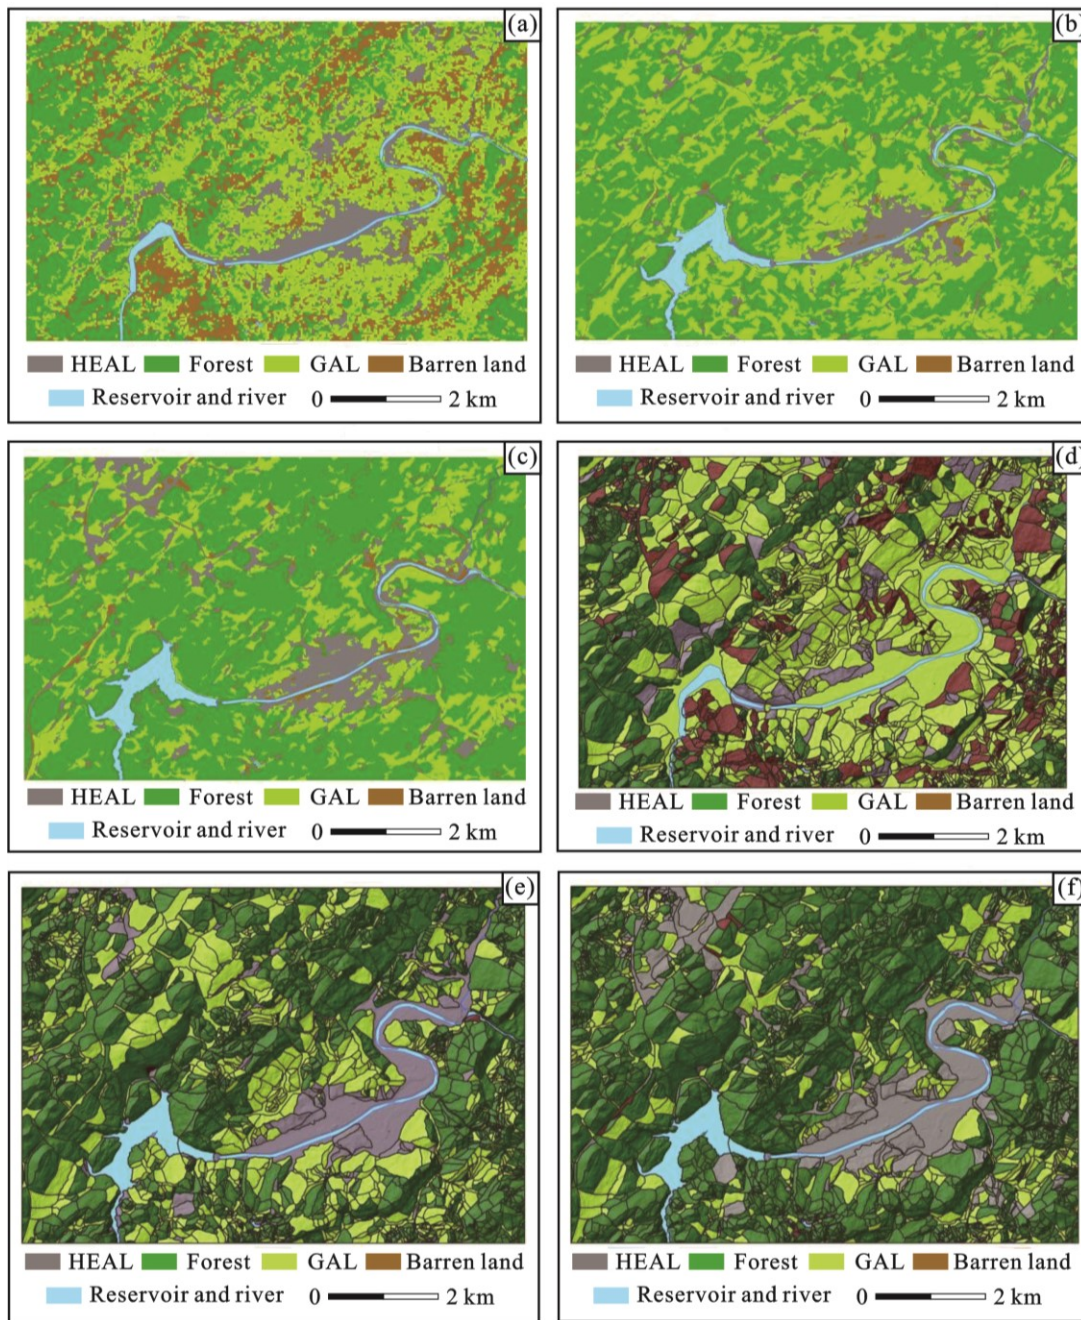 (a)
HEAL Forest GAL Barren land
Reservoir and river 0 2 km
(b)
HEAL Forest GAL Barren land
Reservoir and river 0 2 km
(c)
HEAL Forest GAL Barren land
Reservoir and river 0 2 km
(d)
HEAL Forest GAL Barren land
Reservoir and river 0 2 km
(e)
HEAL Forest GAL Barren land
Reservoir and river 0 2 km
(f)
HEAL Forest GAL Barren land
Reservoir and river 0 2 km